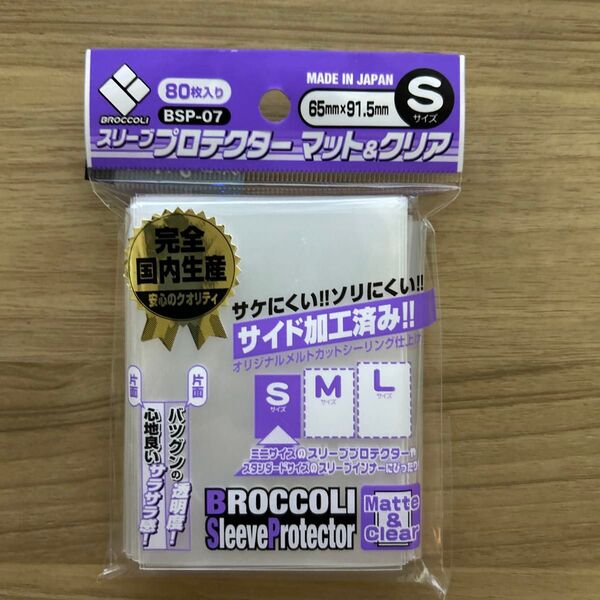 BROCCOLI
80枚入り
BSP-07
MADE IN JAPAN
65mm×91.5mm
S
サイズ
スリーブプロテクター マット&クリア
完全
国内生産
安心のクオリティ
サケにくい!!ソリにくい!!
サイド加工済み!!
オリジナルメルトカットシーリング仕上げ
S
サイズ
M
サイズ
L
サイズ
片面
バツグンの透明度!
片面
心地良いサラサラ感!
ミニサイズのスリーブプロテクターや
スタンダードサイズのスリーブインナーにぴったり
BROCCOLI
SleeveProtector
Matte
&
Clear